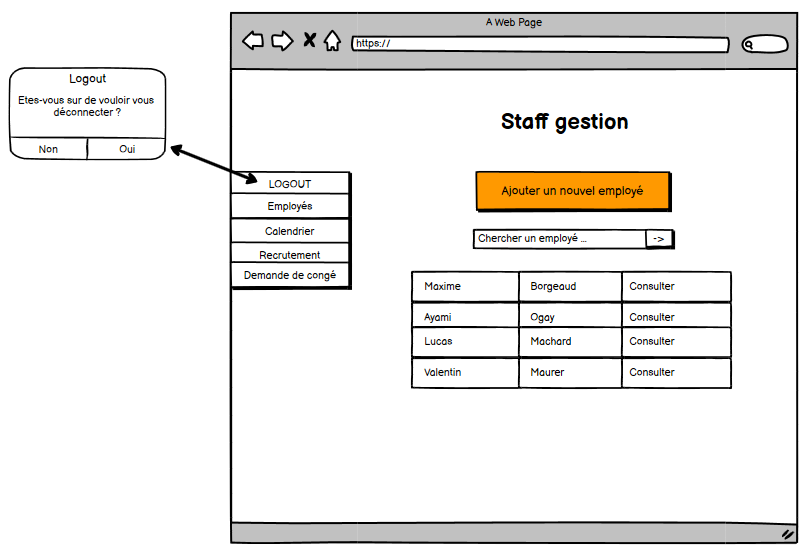 A Web Page
https://
Logout
Etes-vous sur de vouloir vous
déconnecter ?
Non Oui
Staff gestion
LOGOUT
Employés
Calendrier
Recrutement
Demande de congé
Ajouter un nouvel employé
Chercher un employé ... ->
Maxime Borgeaud Consulter
Ayami Ogay Consulter
Lucas Machard Consulter
Valentin Maurer Consulter